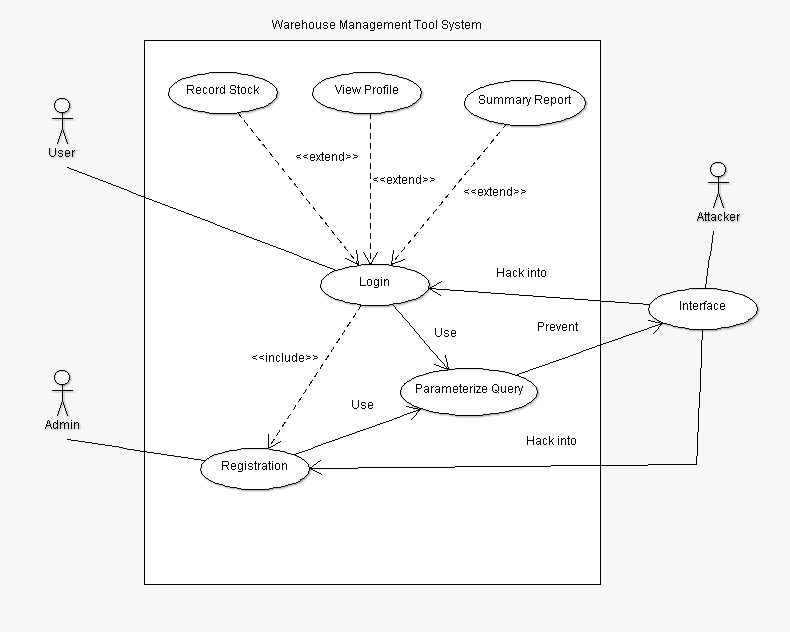 Warehouse Management Tool System
Record Stock
View Profile
Summary Report
User
<<extend>>
<<extend>>
<<extend>>
Attacker
Login
Hack into
Interface
Use
Prevent
<<include>>
Parameterize Query
Use
Admin
Hack into
Registration